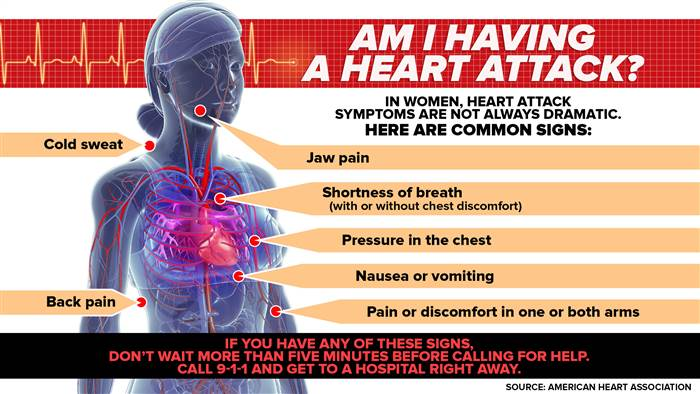 AM I HAVING
A HEART ATTACK?
IN WOMEN, HEART ATTACK
SYMPTOMS ARE NOT ALWAYS DRAMATIC.
HERE ARE COMMON SIGNS:
Cold sweat
Jaw pain
Shortness of breath
(with or without chest discomfort)
Pressure in the chest
Nausea or vomiting
Back pain
Pain or discomfort in one or both arms
IF YOU HAVE ANY OF THESE SIGNS,
DON'T WAIT MORE THAN FIVE MINUTES BEFORE CALLING FOR HELP.
CALL 9-1-1 AND GET TO A HOSPITAL RIGHT AWAY.
SOURCE: AMERICAN HEART ASSOCIATION